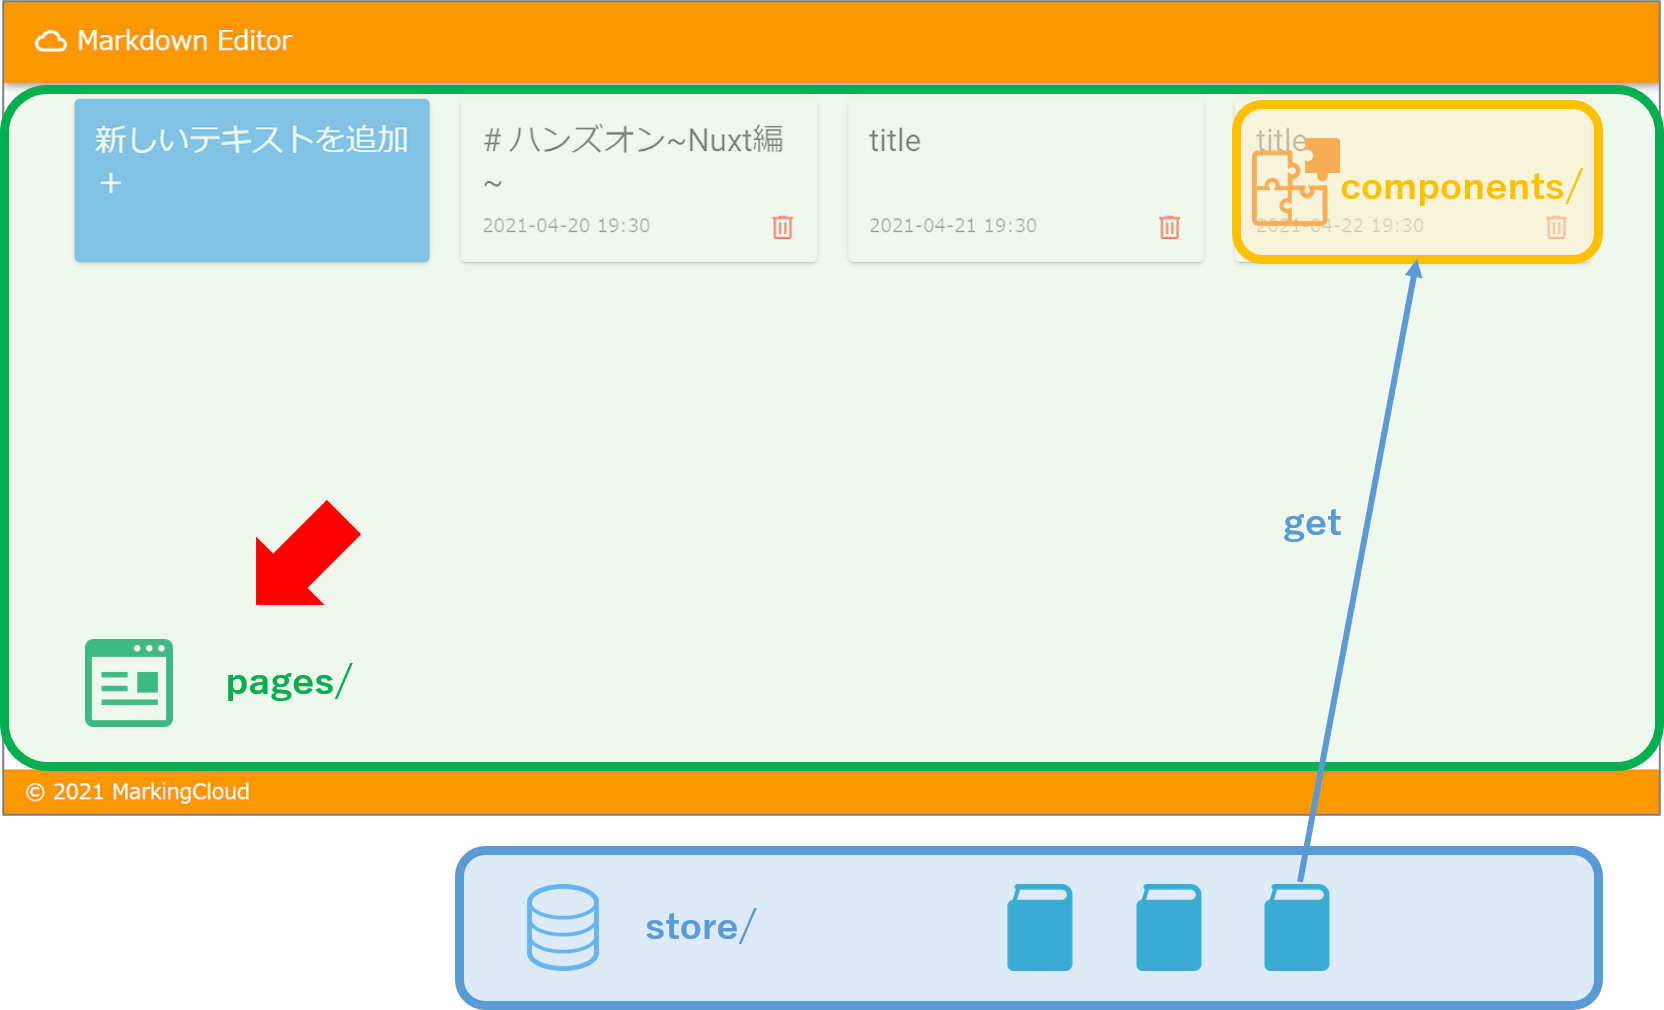 Markdown Editor
新しいテキストを追加
+
# ハンズオン~Nuxt編
~
2021-04-20 19:30
title
2021-04-21 19:30
title
components/
2021-04-22 19:30
get
pages/
© 2021 MarkingCloud
store/